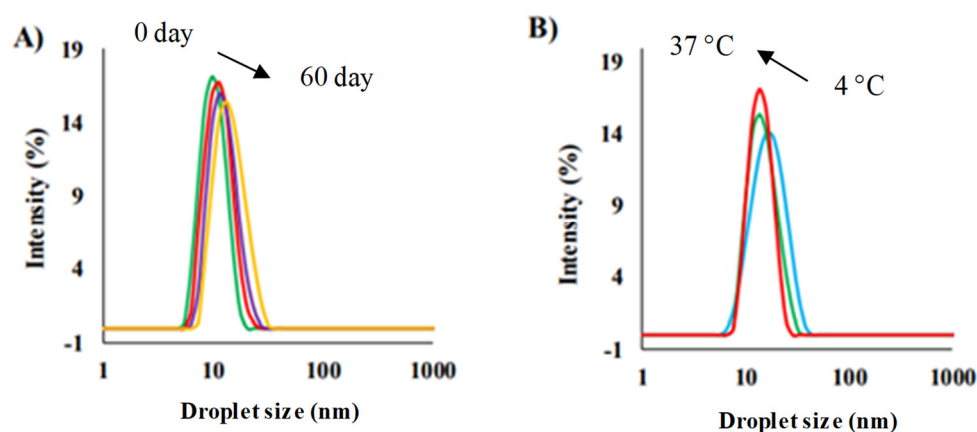 A)
0 day
60 day
19
14
9
4
-1
Intensity (%)
1 10 100 1000
Droplet size (nm)
B)
37 °C
4 °C
19
14
9
4
-1
Intensity (%)
1 10 100 1000
Droplet size (nm)